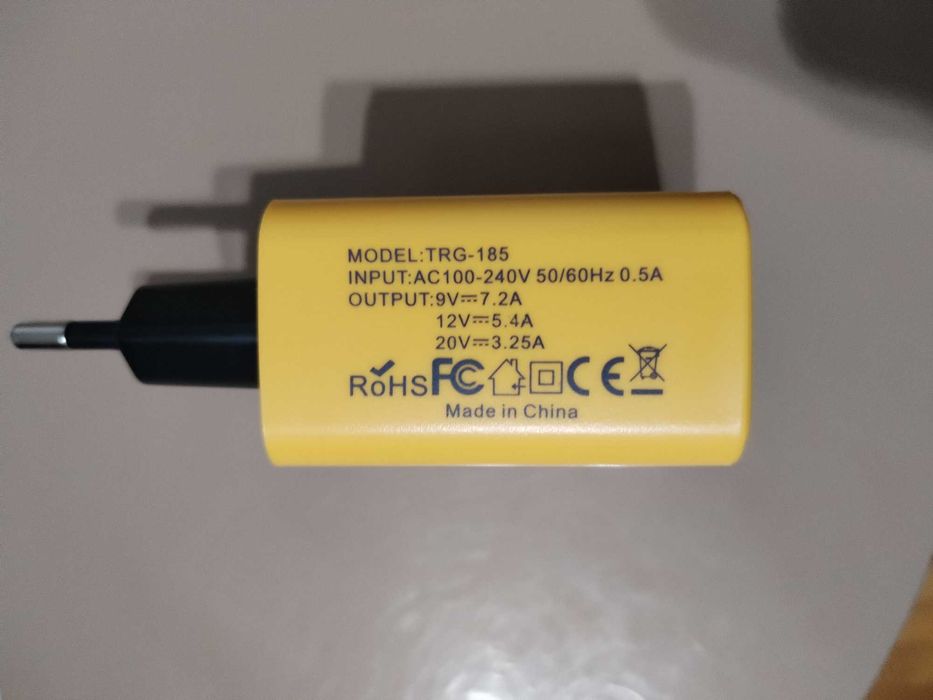 MODEL:TRG-185
INPUT:AC100-240V 50/60Hz 0.5A
OUTPUT:9V⎓7.2A
12V⎓5.4A
20V⎓3.25A
RoHS FC CE
Made in China